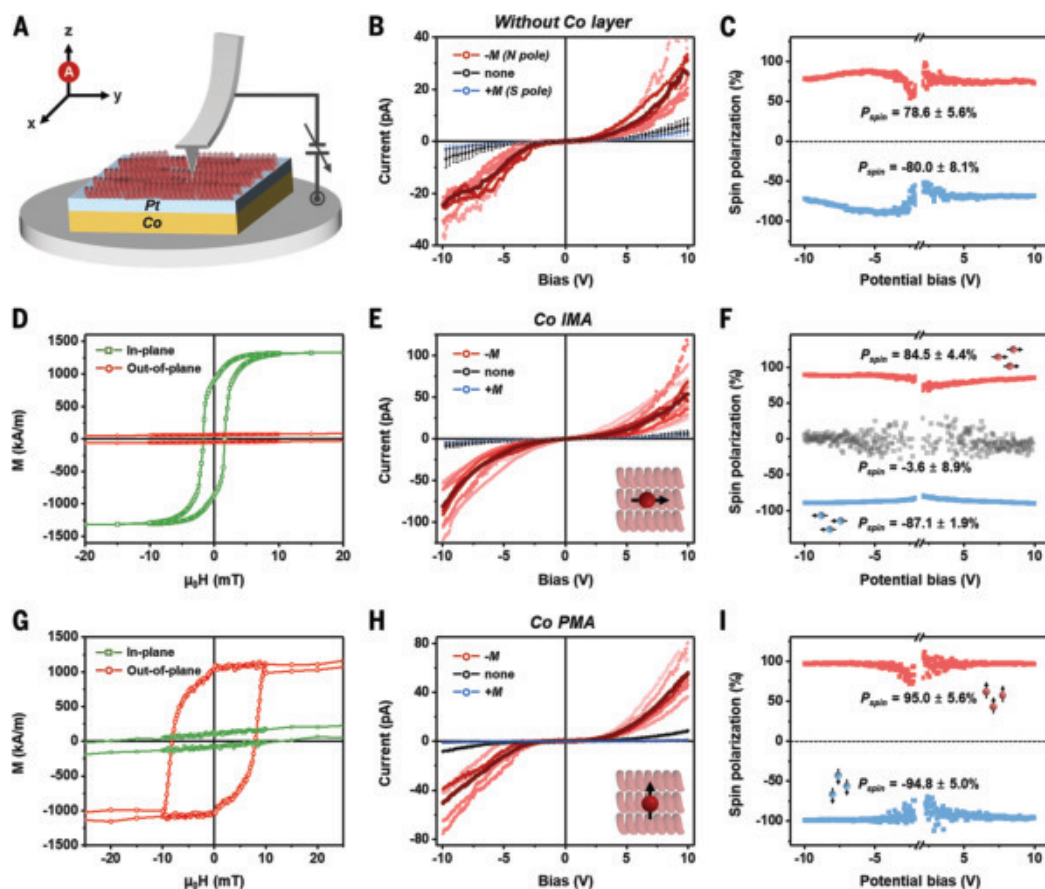 A
z
A
y
x
Pt
Co
B
Without Co layer
-M (N pole)
none
+M (S pole)
Current (pA)
40
20
0
-20
-40
-10 -5 0 5 10
Bias (V)
C
Spin polarization (%)
100
50
0
-50
-100
Pspin = 78.6 ± 5.6%
Pspin = -80.0 ± 8.1%
-10 -5 5 10
Potential bias (V)
D
In-plane
Out-of-plane
M (kA/m)
1500
1000
500
0
-500
-1000
-1500
-20 -10 0 10 20
μ₀H (mT)
E
Co IMA
-M
none
+M
Current (pA)
100
50
0
-50
-100
-10 -5 0 5 10
Bias (V)
F
Spin polarization (%)
100
50
0
-50
-100
Pspin = 84.5 ± 4.4%
Pspin = -3.6 ± 8.9%
Pspin = -87.1 ± 1.9%
-10 -5 5 10
Potential bias (V)
G
In-plane
Out-of-plane
M (kA/m)
1500
1000
500
0
-500
-1000
-1500
-20 -10 0 10 20
μ₀H (mT)
H
Co PMA
-M
none
+M
Current (pA)
80
40
0
-40
-80
-10 -5 0 5 10
Bias (V)
I
Spin polarization (%)
100
50
0
-50
-100
Pspin = 95.0 ± 5.6%
Pspin = -94.8 ± 5.0%
-10 -5 5 10
Potential bias (V)